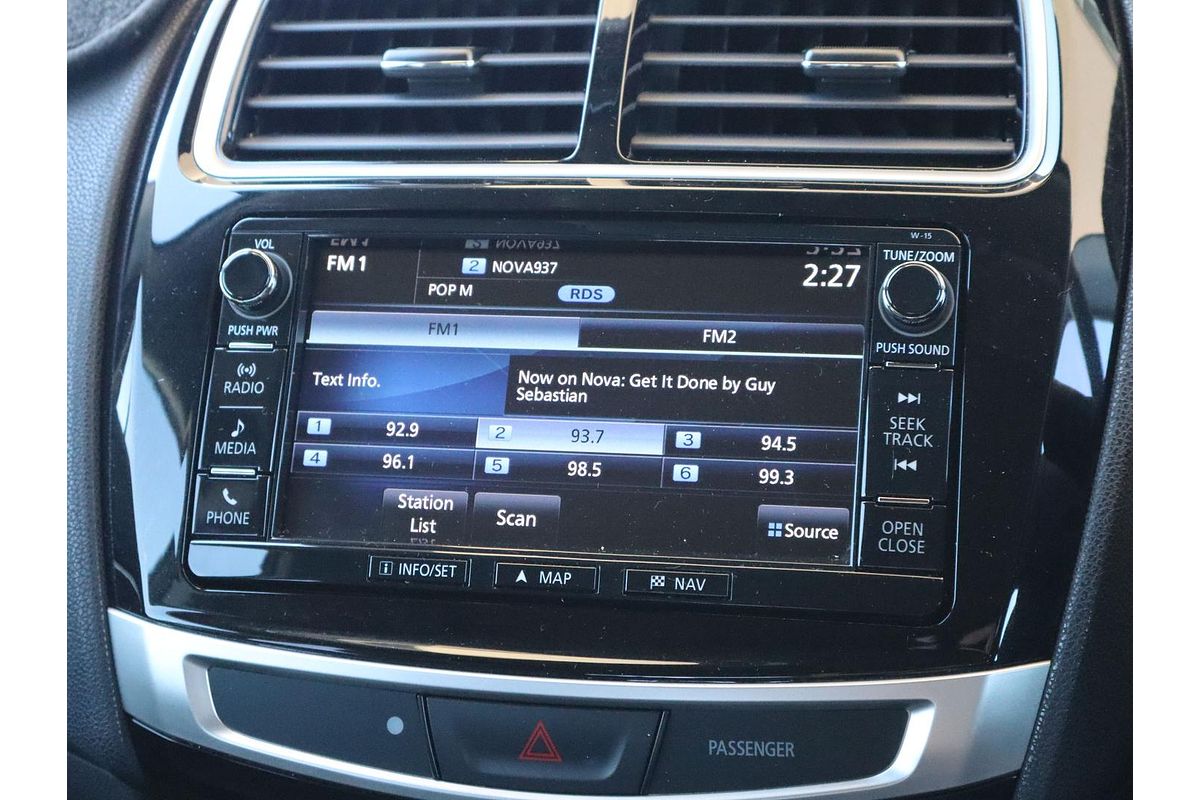 W-15
VOL
PUSH PWR
RADIO
MEDIA
PHONE
FM1
2 NOVA937
POP M
RDS
2:27
FM1
FM2
Text Info.
Now on Nova: Get It Done by Guy
Sebastian
1 92.9
2 93.7
3 94.5
4 96.1
5 98.5
6 99.3
Station
List
Scan
Source
TUNE/ZOOM
PUSH SOUND
SEEK
TRACK
OPEN
CLOSE
INFO/SET
MAP
NAV
PASSENGER